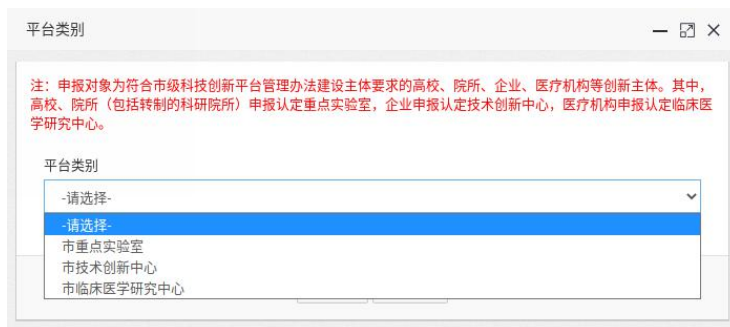 平台类别
注：申报对象为符合市级科技创新平台管理办法建设主体要求的高校、院所、企业、医疗机构等创新主体。其中，
高校、院所（包括转制的科研院所）申报认定重点实验室，企业申报认定技术创新中心，医疗机构申报认定临床医
学研究中心。
平台类别
-请选择-
-请选择-
市重点实验室
市技术创新中心
市临床医学研究中心